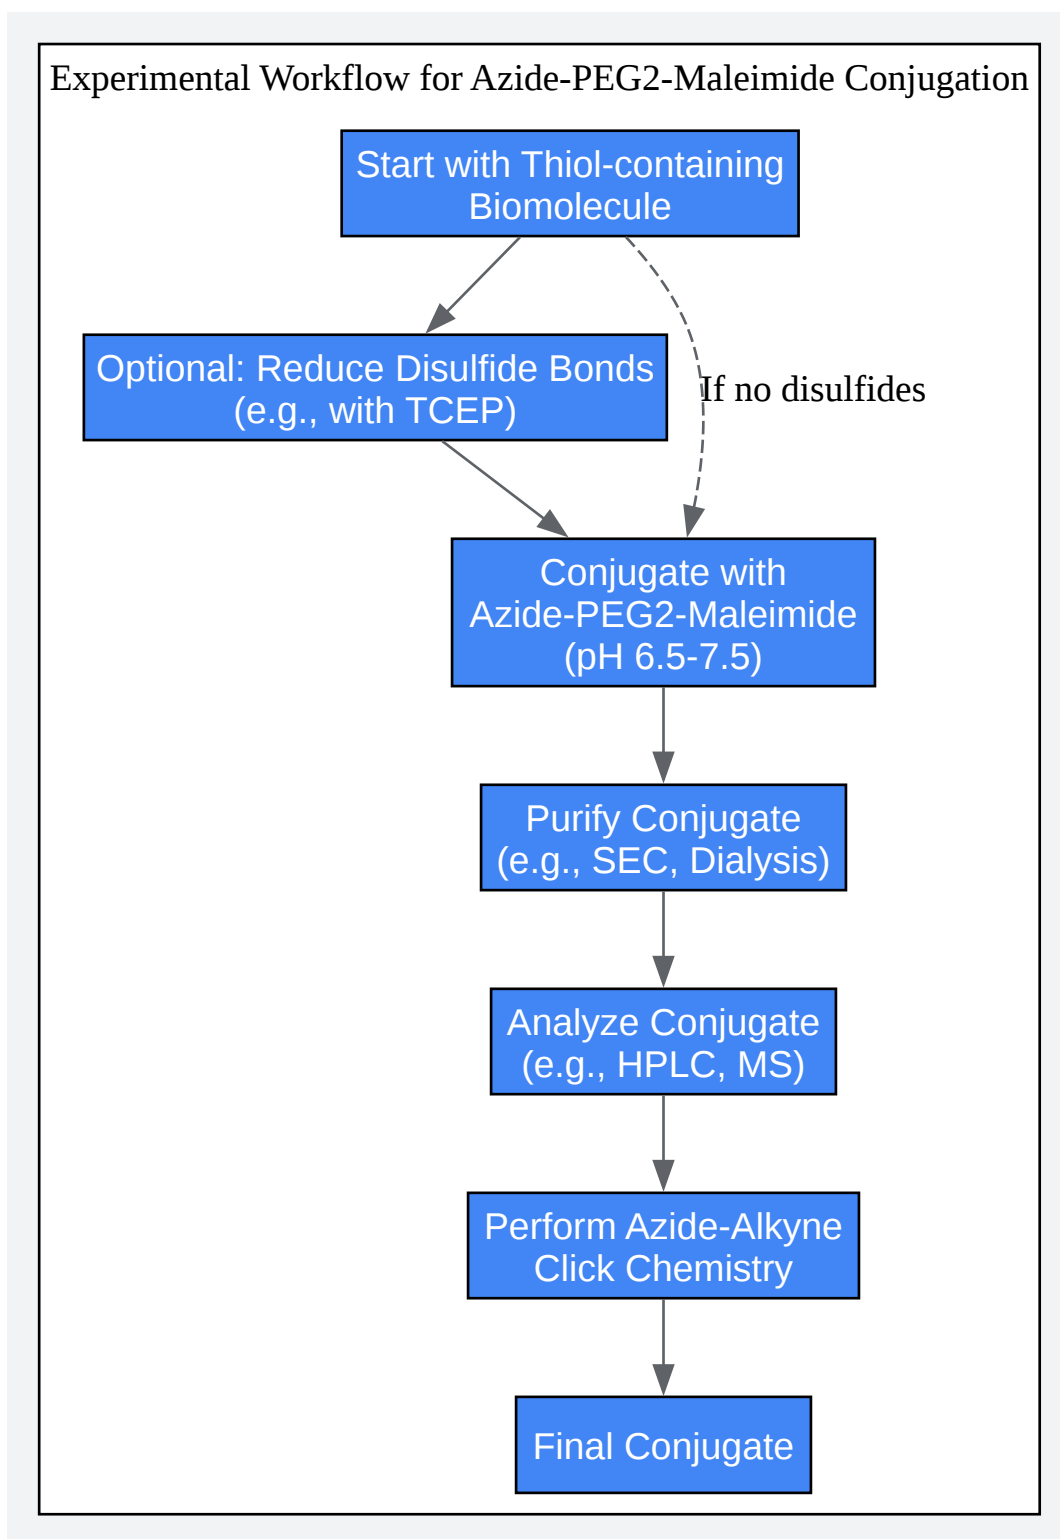 Experimental Workflow for Azide-PEG2-Maleimide Conjugation
Start with Thiol-containing
Biomolecule
Optional: Reduce Disulfide Bonds
(e.g., with TCEP)
If no disulfides
Conjugate with
Azide-PEG2-Maleimide
(pH 6.5-7.5)
Purify Conjugate
(e.g., SEC, Dialysis)
Analyze Conjugate
(e.g., HPLC, MS)
Perform Azide-Alkyne
Click Chemistry
Final Conjugate